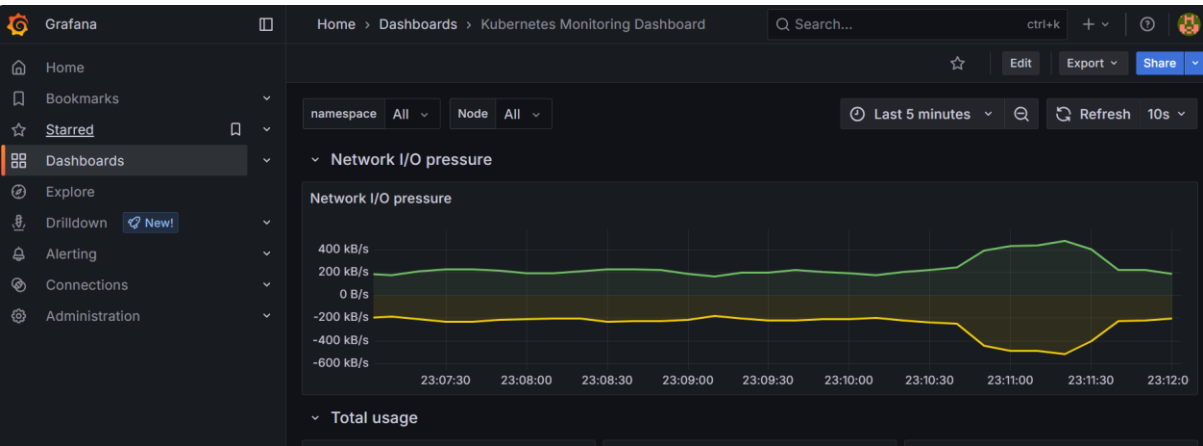 Grafana
Home > Dashboards > Kubernetes Monitoring Dashboard
Search...
ctrl+k
Home
Bookmarks
Starred
Dashboards
Explore
Drilldown
New!
Alerting
Connections
Administration
Edit
Export
Share
namespace All
Node All
Last 5 minutes
Refresh 10s
Network I/O pressure
Network I/O pressure
400 kB/s
200 kB/s
0 B/s
-200 kB/s
-400 kB/s
-600 kB/s
23:07:30 23:08:00 23:08:30 23:09:00 23:09:30 23:10:00 23:10:30 23:11:00 23:11:30 23:12:0
Total usage